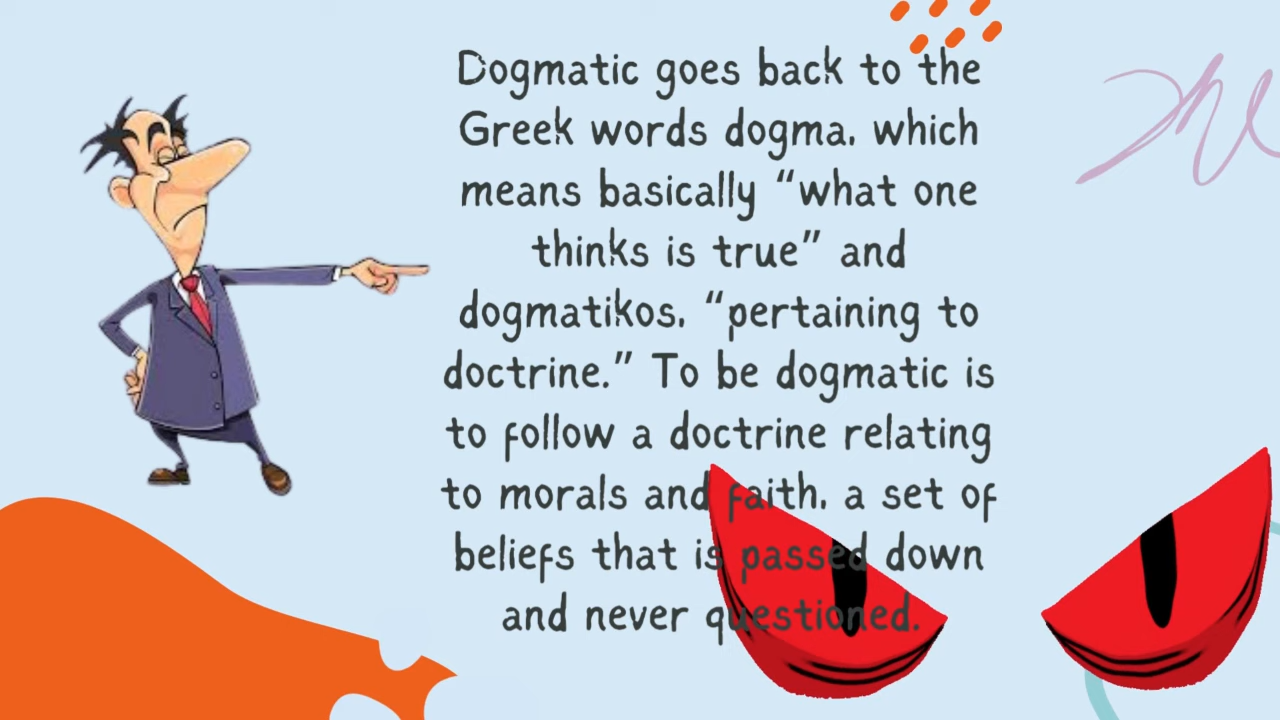 Dogmatic goes back to the
Greek words dogma, which
means basically “what one
thinks is true” and
dogmatikos, “pertaining to
doctrine.” To be dogmatic is
to follow a doctrine relating
to morals and faith, a set of
beliefs that is passed down
and never questioned.